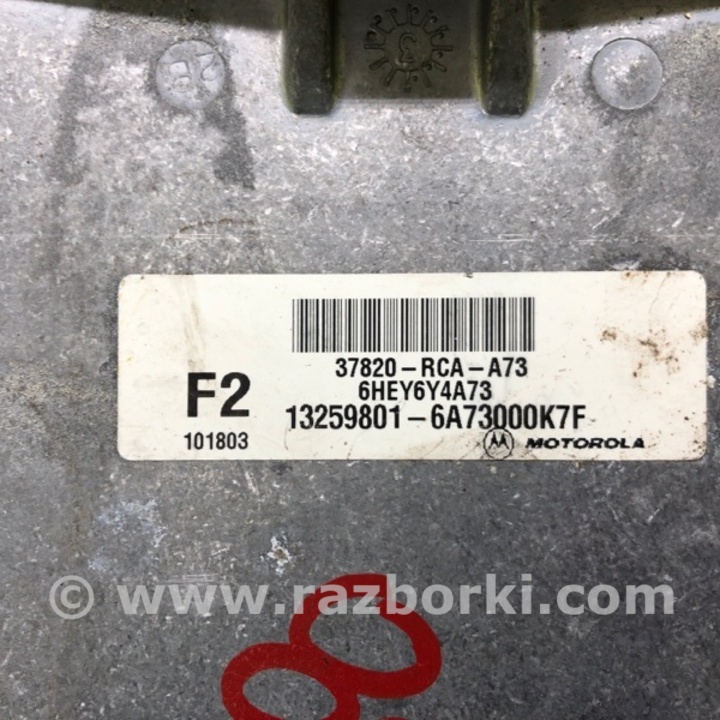 37820-RCA-A73
6HEY6Y4A73
F2
13259801-6A73000K7F
101803
MOTOROLA
© www.razborki.com